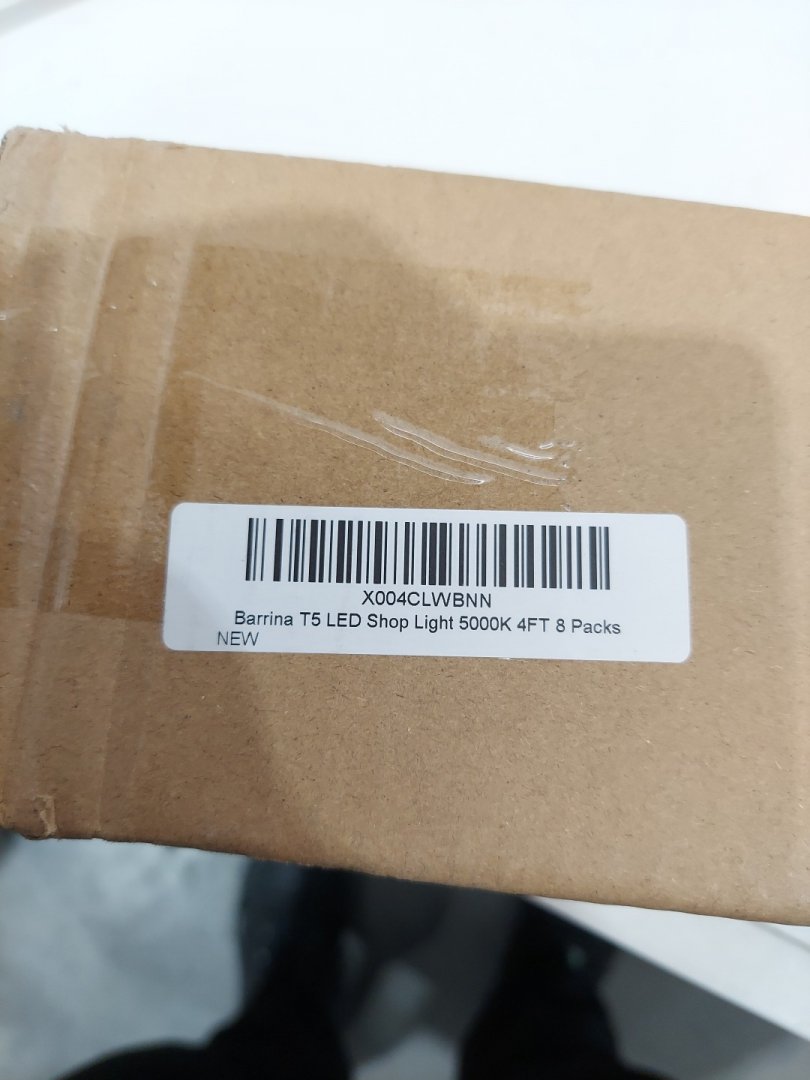 X004CLWBNN
Barrina T5 LED Shop Light 5000K 4FT 8 Packs
NEW